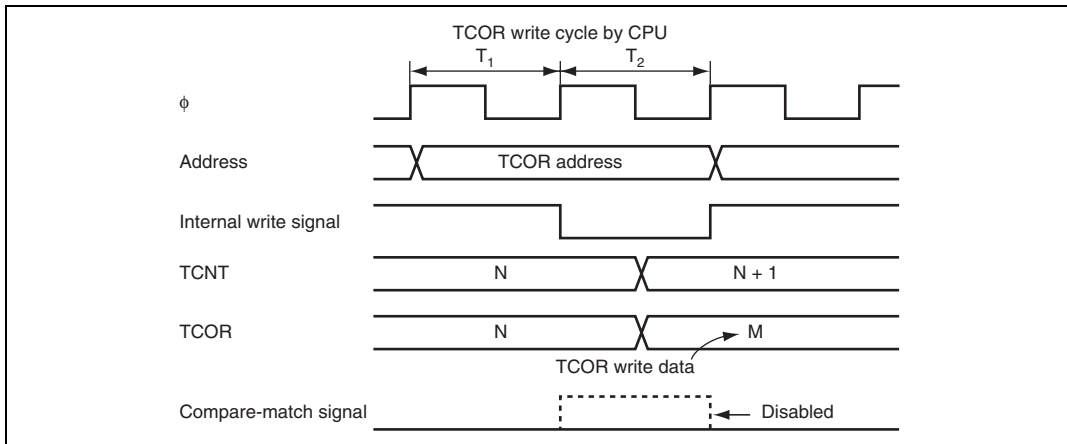 TCOR write cycle by CPU
T1 T2
ϕ
Address TCOR address
Internal write signal
TCNT N N + 1
TCOR N M
TCOR write data
Compare-match signal Disabled